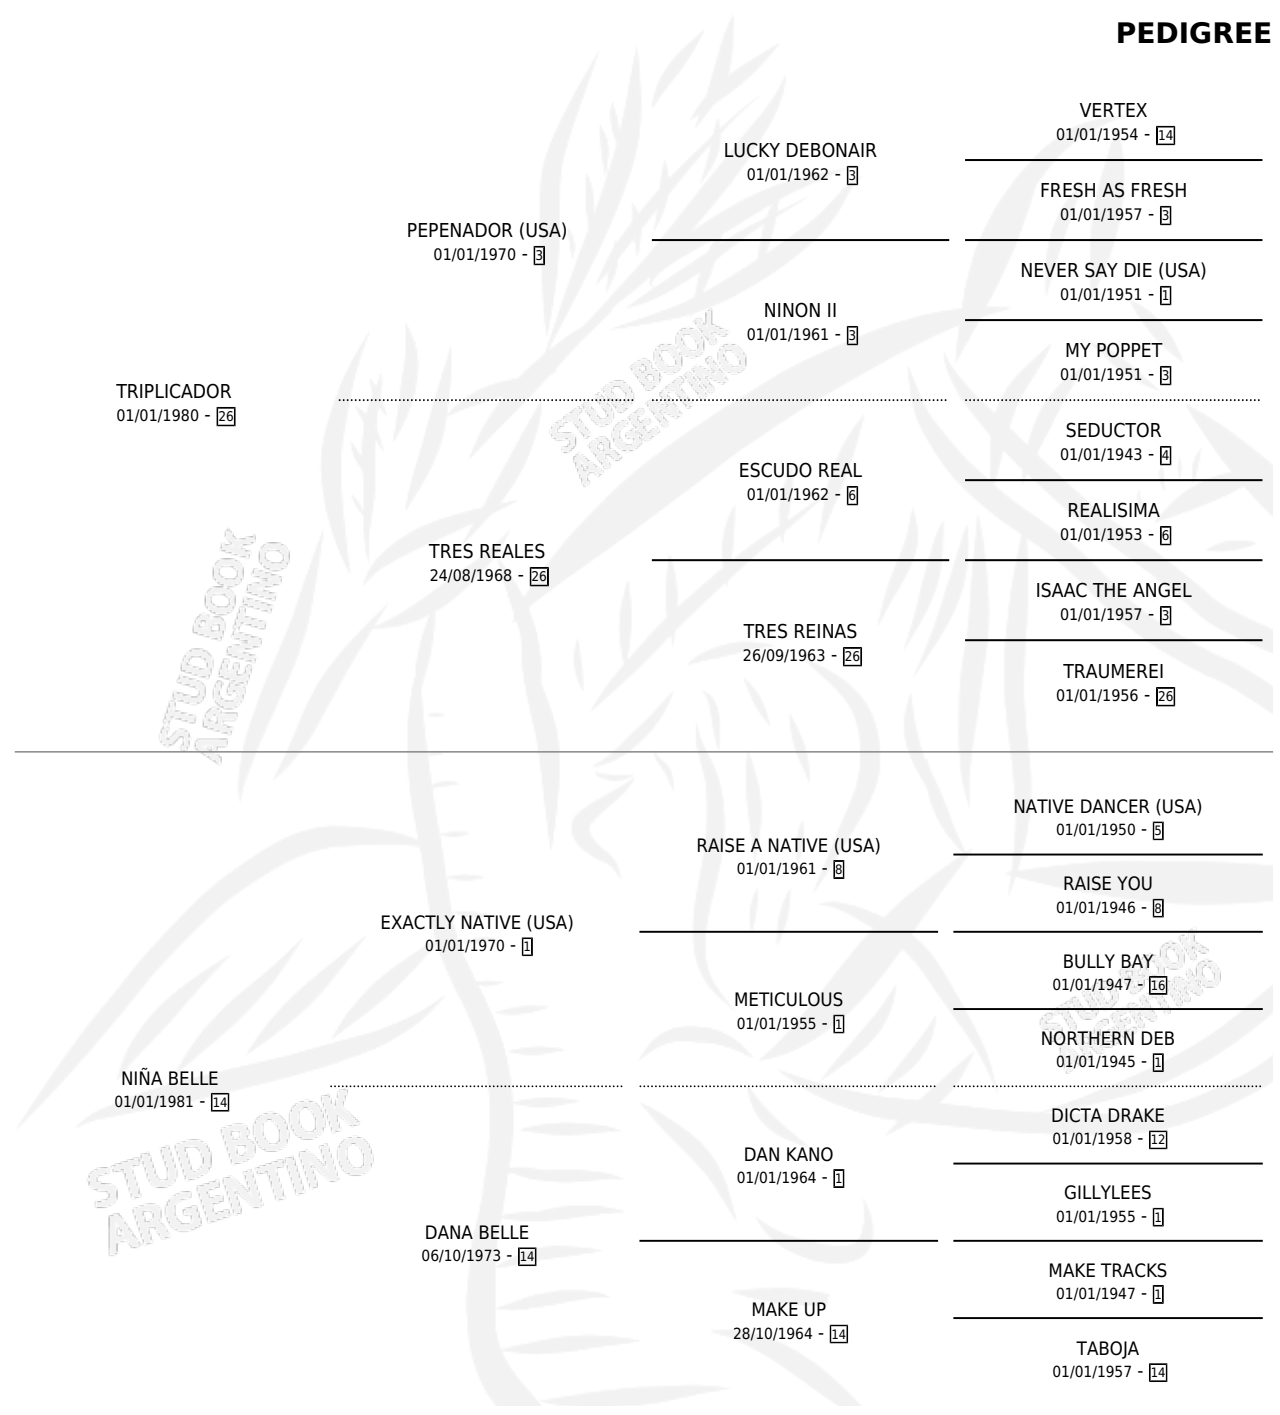 PEDIGREE
VERTEX
01/01/1954 - 14
LUCKY DEBONAIR
01/01/1962 - 3
FRESH AS FRESH
01/01/1957 - 3
PEPENADOR (USA)
01/01/1970 - 3
NEVER SAY DIE (USA)
01/01/1951 - 1
NINON II
01/01/1961 - 3
MY POPPET
01/01/1951 - 3
TRIPLICADOR
01/01/1980 - 26
SEDUCTOR
01/01/1943 - 4
ESCUDO REAL
01/01/1962 - 6
REALISIMA
01/01/1953 - 6
TRES REALES
24/08/1968 - 26
ISAAC THE ANGEL
01/01/1957 - 3
TRES REINAS
26/09/1963 - 26
TRAUMEREI
01/01/1956 - 26
STUD BOOK
ARGENTINO
STUD BOOK
ARGENTINO
NATIVE DANCER (USA)
01/01/1950 - 5
RAISE A NATIVE (USA)
01/01/1961 - 8
RAISE YOU
01/01/1946 - 8
EXACTLY NATIVE (USA)
01/01/1970 - 1
BULLY BAY
01/01/1947 - 16
METICULOUS
01/01/1955 - 1
NORTHERN DEB
01/01/1945 - 1
NIÑA BELLE
01/01/1981 - 14
DICTA DRAKE
01/01/1958 - 12
DAN KANO
01/01/1964 - 1
GILLYLEES
01/01/1955 - 1
DANA BELLE
06/10/1973 - 14
MAKE TRACKS
01/01/1947 - 1
MAKE UP
28/10/1964 - 14
TABOJA
01/01/1957 - 14
STUD BOOK
ARGENTINO
STUD BOOK
ARGENTINO